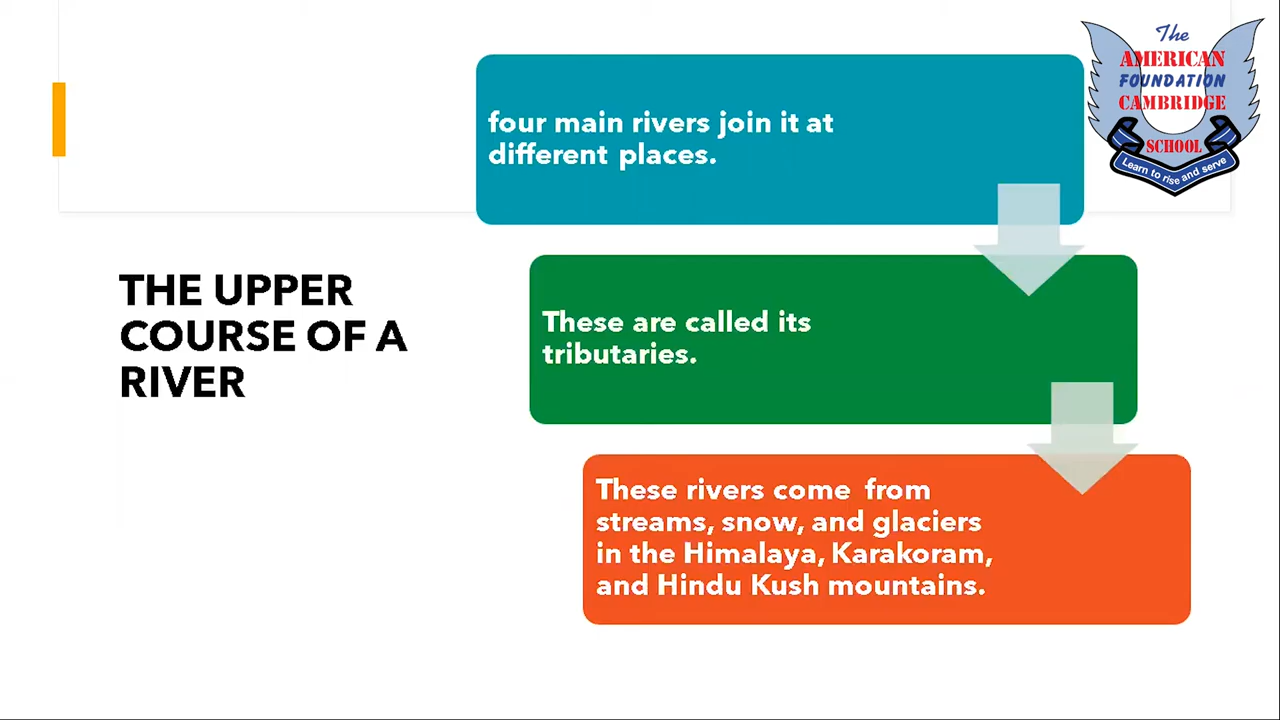 The
AMERICAN
FOUNDATION
CAMBRIDGE
SCHOOL
Learn to rise and serve
four main rivers join it at
different places.
THE UPPER
COURSE OF A
RIVER
These are called its
tributaries.
These rivers come from
streams, snow, and glaciers
in the Himalaya, Karakoram,
and Hindu Kush mountains.